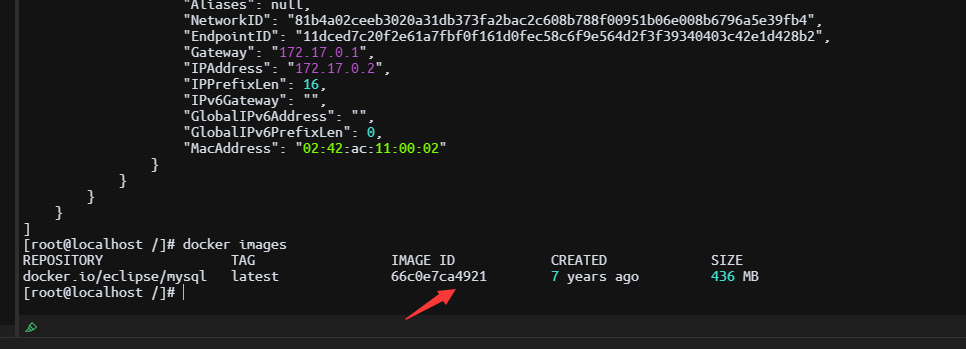 "Aliases": null,
"NetworkID": "81b4a02ceeb3020a31db373fa2bac2c608b788f00951b06e008b6796a5e39fb4",
"EndpointID": "11dced7c20f2e61a7fbf0f161d0fec58c6f9e564d2f3f39340403c42e1d428b2",
"Gateway": "172.17.0.1",
"IPAddress": "172.17.0.2",
"IPPrefixLen": 16,
"IPv6Gateway": "",
"GlobalIPv6Address": "",
"GlobalIPv6PrefixLen": 0,
"MacAddress": "02:42:ac:11:00:02"
}
}
}
}
]
[root@localhost /]# docker images
REPOSITORY TAG IMAGE ID CREATED SIZE
docker.io/eclipse/mysql latest 66c0e7ca4921 7 years ago 436 MB
[root@localhost /]#